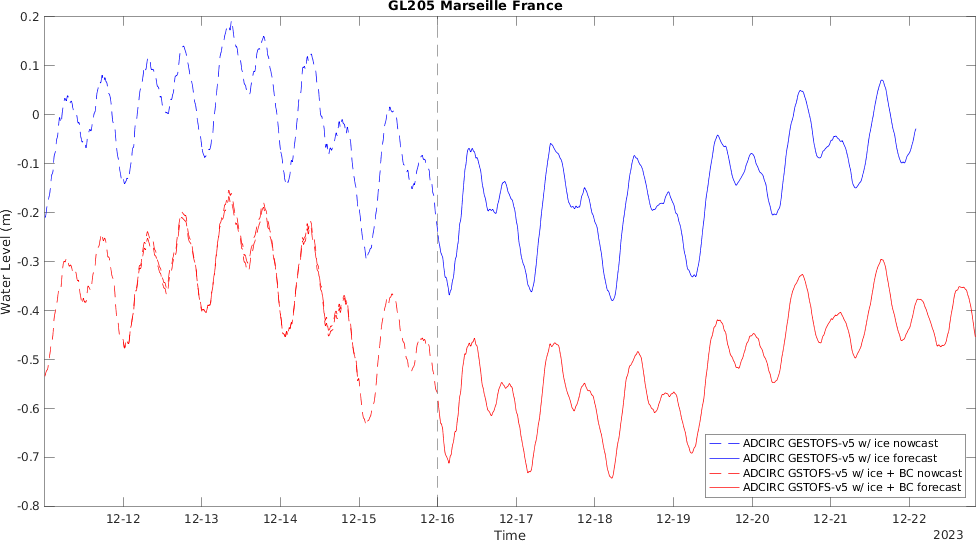 GL205 Marseille France
0.2
0.1
0
-0.1
-0.2
-0.3
-0.4
-0.5
-0.6
-0.7
-0.8
Water Level (m)
ADCIRC GESTOFS-v5 w/ ice nowcast
ADCIRC GESTOFS-v5 w/ ice forecast
ADCIRC GSTOFS-v5 w/ ice + BC nowcast
ADCIRC GSTOFS-v5 w/ ice + BC forecast
12-12 12-13 12-14 12-15 12-16 12-17 12-18 12-19 12-20 12-21 12-22
Time
2023